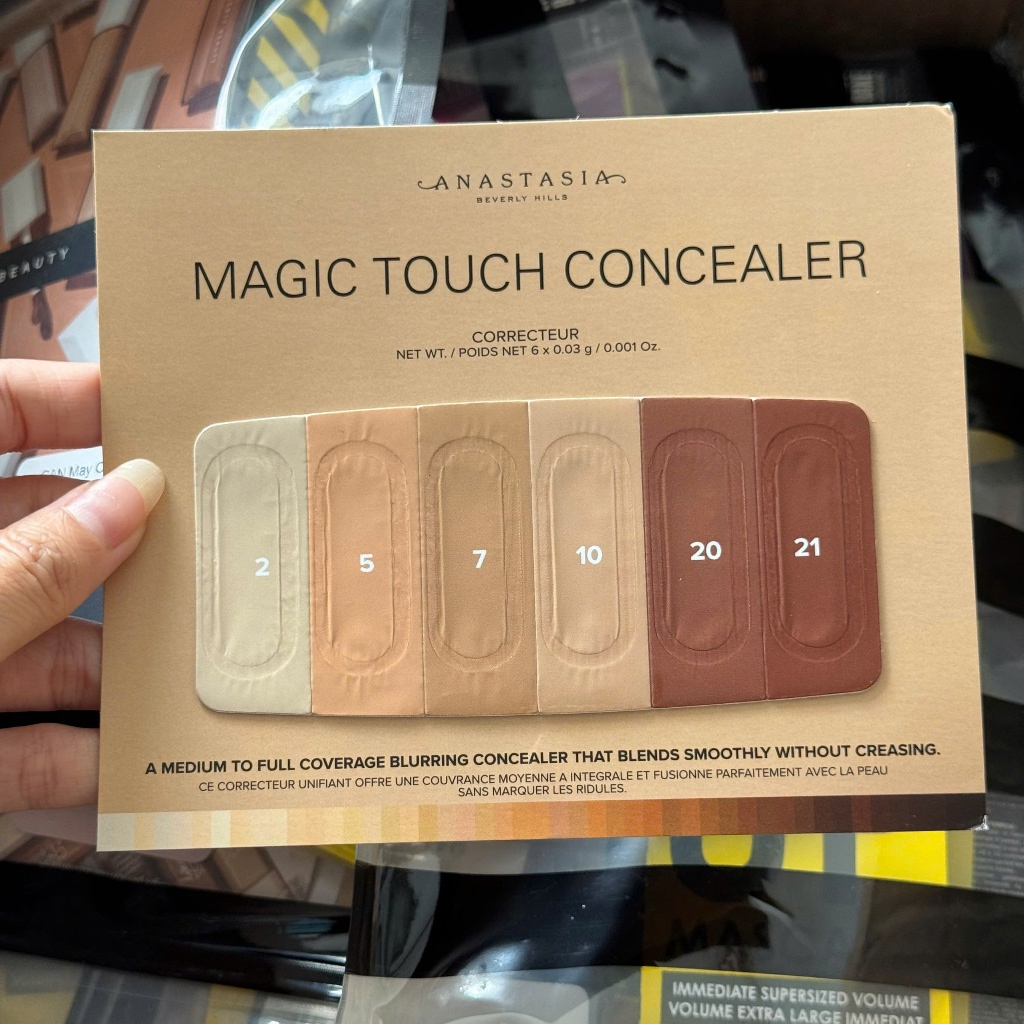 ANASTASIA
BEVERLY HILLS
MAGIC TOUCH CONCEALER
CORRECTEUR
NET WT. / POIDS NET 6 x 0.03 g / 0.001 Oz.
2 5 7 10 20 21
A MEDIUM TO FULL COVERAGE BLURRING CONCEALER THAT BLENDS SMOOTHLY WITHOUT CREASING.
CE CORRECTEUR UNIFIANT OFFRE UNE COUVRANCE MOYENNE A INTEGRALE ET FUSIONNE PARFAITEMENT AVEC LA PEAU
SANS MARQUER LES RIDULES.
BEAUTY
IMMEDIATE SUPERSIZED VOLUME
VOLUME EXTRA LARGE IMMEDIAT